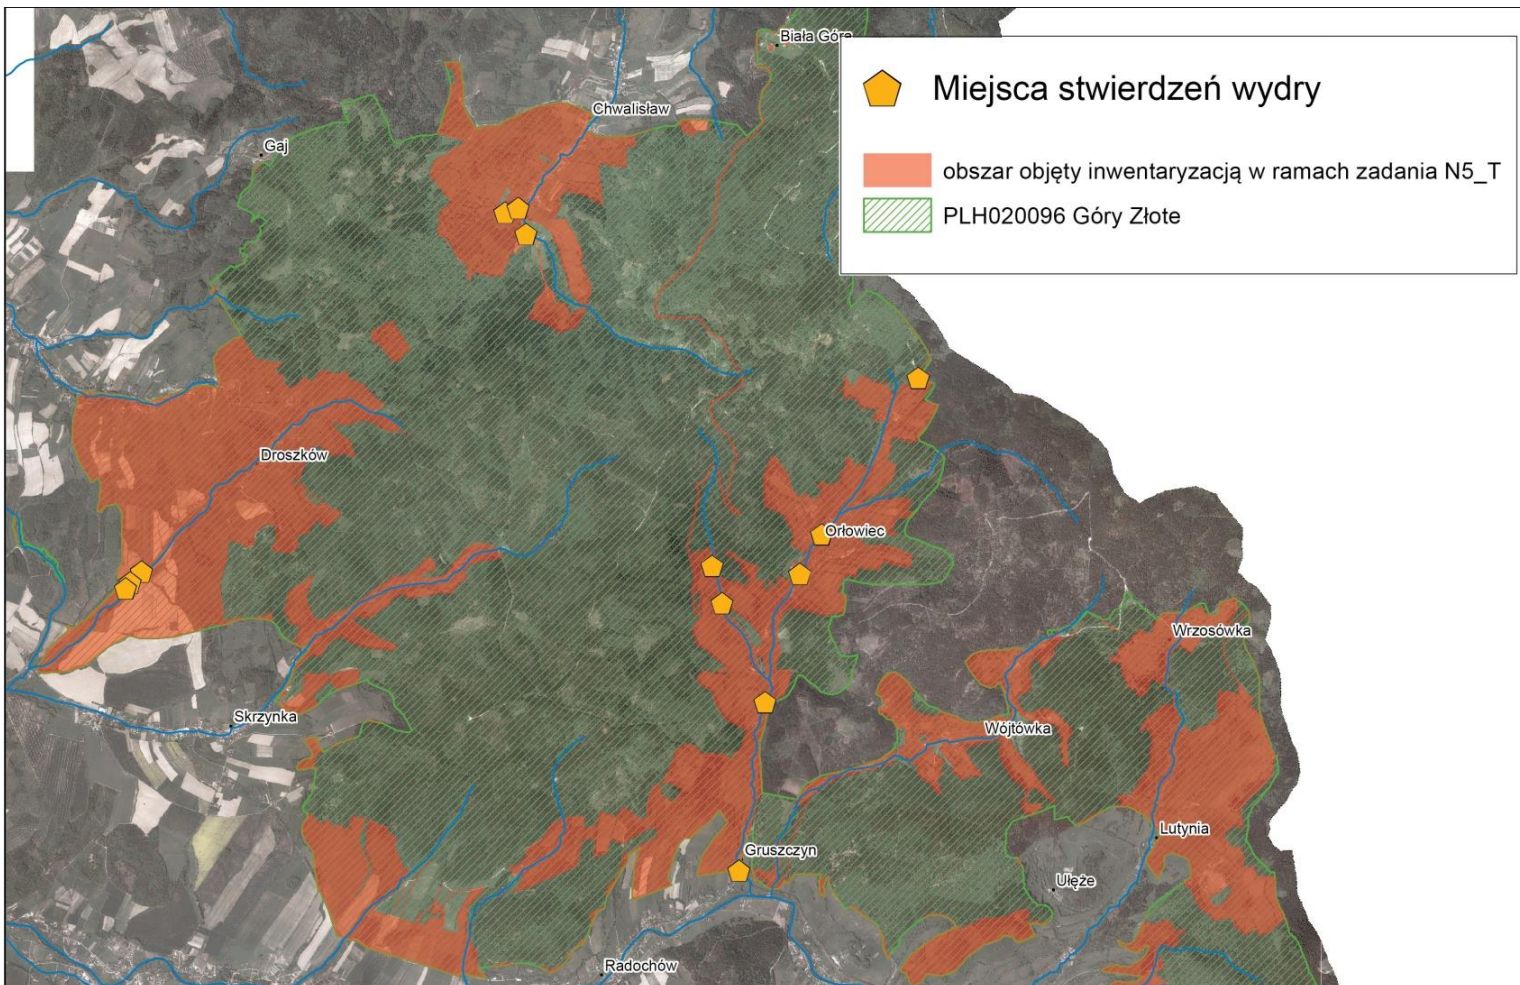 Biała Góra
Miejsca stwierdzeń wydry
Chwalisław
Gaj
obszar objęty inwentaryzacją w ramach zadania N5_T
PLH020096 Góry Złote
Droszków
Orłowiec
Wrzosówka
Skrzynka
Wójtówka
Lutynia
Gruszczyn
Ułęże
Radochów